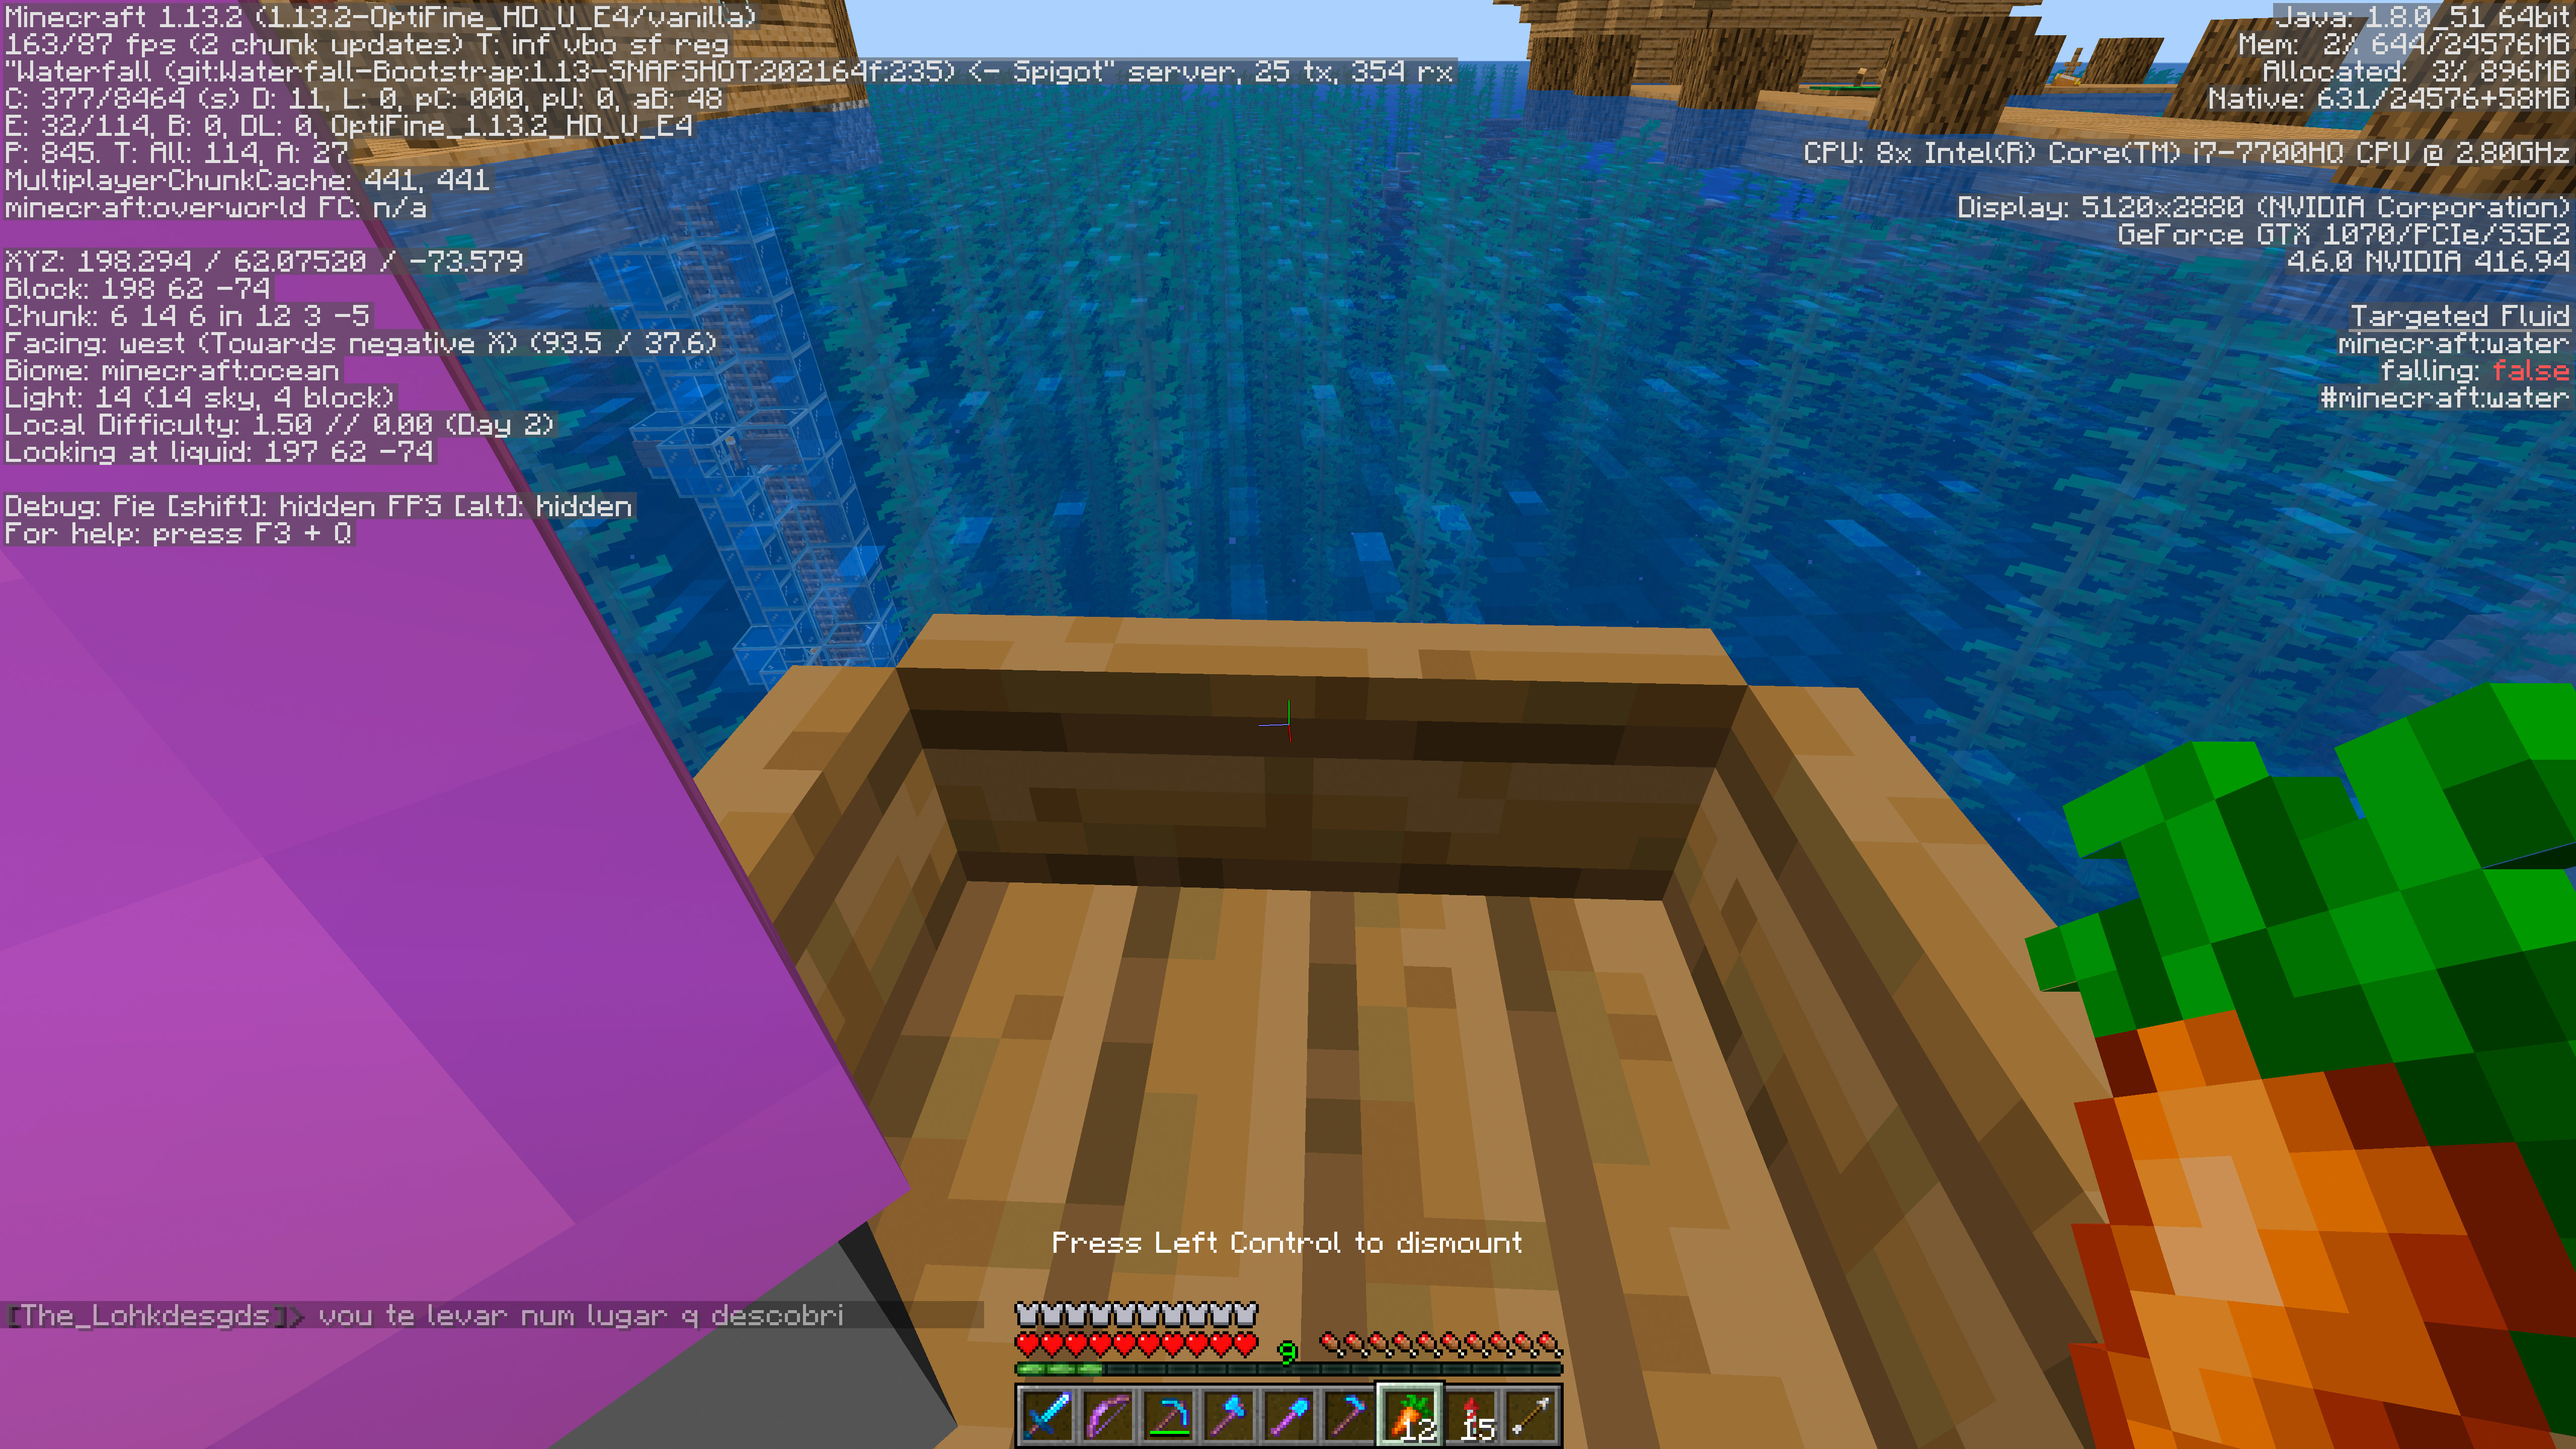 Minecraft 1.13.2 (1.13.2-OptiFine_HD_U_E4/vanilla)
163/87 fps (2 chunk updates) T: inf vbo sf reg
"Waterfall (git:Waterfall-Bootstrap:1.13-SNAPSHOT:202164f:235) <- Spigot" server, 25 tx, 354 rx
C: 377/8464 (s) D: 11, L: 0, pC: 000, pU: 0, aB: 48
E: 32/114, B: 0, DL: 0, OptiFine_1.13.2_HD_U_E4
P: 845. T: All: 114, A: 27
MultiplayerChunkCache: 441, 441
minecraft:overworld FC: n/a
XYZ: 198.294 / 62.07520 / -73.579
Block: 198 62 -74
Chunk: 6 14 6 in 12 3 -5
Facing: west (Towards negative X) (93.5 / 37.6)
Biome: minecraft:ocean
Light: 14 (14 sky, 4 block)
Local Difficulty: 1.50 // 0.00 (Day 2)
Looking at liquid: 197 62 -74
Debug: Pie [shift]: hidden FPS [alt]: hidden
For help: press F3 + Q
Java: 1.8.0_51 64bit
Mem: 2% 644/24576MB
Allocated: 3% 896MB
Native: 631/24576+58MB
CPU: 8x Intel(R) Core(TM) i7-7700HQ CPU @ 2.80GHz
Display: 5120x2880 (NVIDIA Corporation)
GeForce GTX 1070/PCIe/SSE2
4.6.0 NVIDIA 416.94
Targeted Fluid
minecraft:water
falling: false
#minecraft:water
Press Left Control to dismount
[The_Lohkdesgds]> vou te levar num lugar q descobri
9
12 15